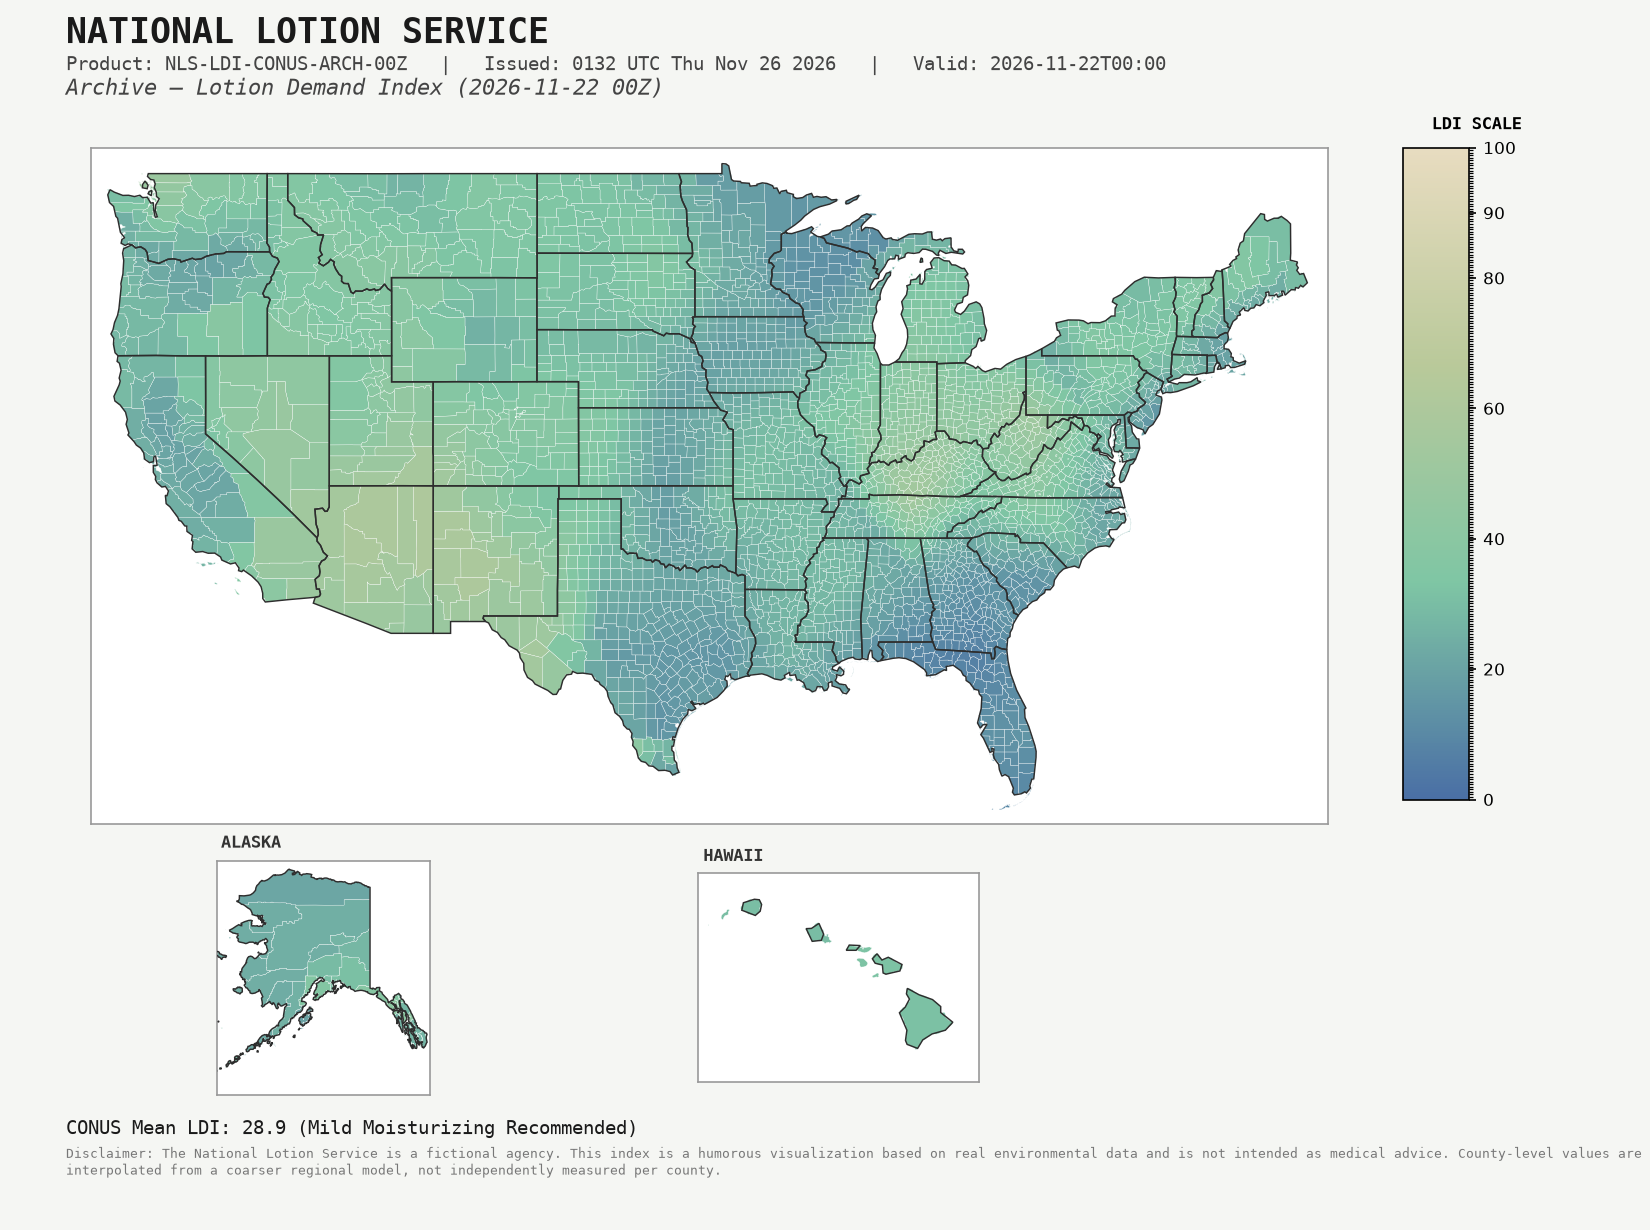 NATIONAL LOTION SERVICE
Product: NLS-LDI-CONUS-ARCH-00Z | Issued: 0132 UTC Thu Nov 26 2026 | Valid: 2026-11-22T00:00
Archive — Lotion Demand Index (2026-11-22 00Z)
LDI SCALE
100
90
80
60
40
20
0
ALASKA
HAWAII
CONUS Mean LDI: 28.9 (Mild Moisturizing Recommended)
Disclaimer: The National Lotion Service is a fictional agency. This index is a humorous visualization based on real environmental data and is not intended as medical advice. County-level values are
interpolated from a coarser regional model, not independently measured per county.